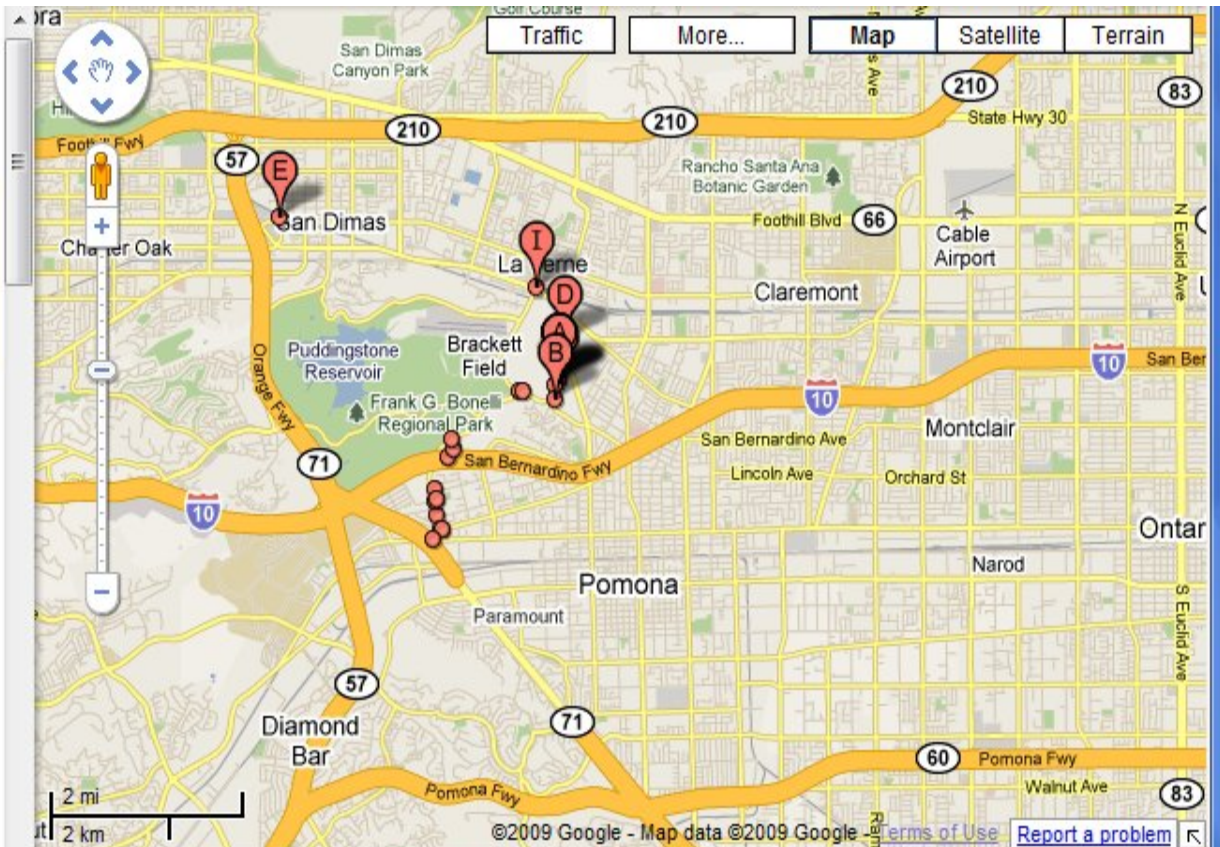 ora
Golf Course
Traffic
More...
Map
Satellite
Terrain
San Dimas
Canyon Park
s Ave
210
83
State Hwy 30
210
210
Foothill Fwy
57
E
Rancho Santa Ana
Botanic Garden
San Dimas
Foothill Blvd
66
N Euclid Ave
Cable
Airport
Charter Oak
I
La Verne
D
Claremont
A
B
Puddingstone
Reservoir
Brackett
Field
Orange Fwy
10
San Ber
10
Frank G. Bonelli
Regional Park
San Bernardino Ave
Montclair
71
San Bernardino Fwy
Lincoln Ave
Orchard St
10
Ontar
Narod
Pomona
S Euclid Ave
Paramount
57
Diamond
Bar
71
60
Pomona Fwy
Pomona Fwy
Walnut Ave
83
2 mi
2 km
©2009 Google - Map data ©2009 Google - Terms of Use
Report a problem